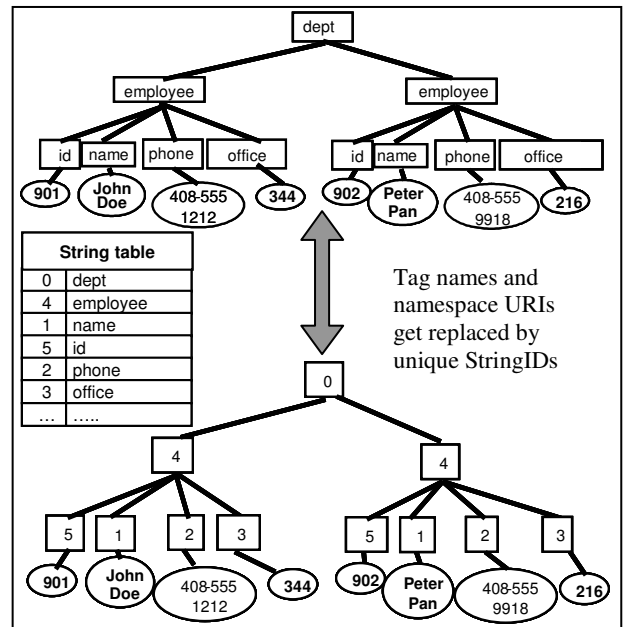 dept
employee employee
id name phone office id name phone office
901 John Doe 408-555 1212 344 902 Peter Pan 408-555 9918 216
String table
0 dept
4 employee
1 name
5 id
2 phone
3 office
… …..
Tag names and
namespace URIs
get replaced by
unique StringIDs
0
4 4
5 1 2 3 5 1 2 3
901 John Doe 408-555 1212 344 902 Peter Pan 408-555 9918 216